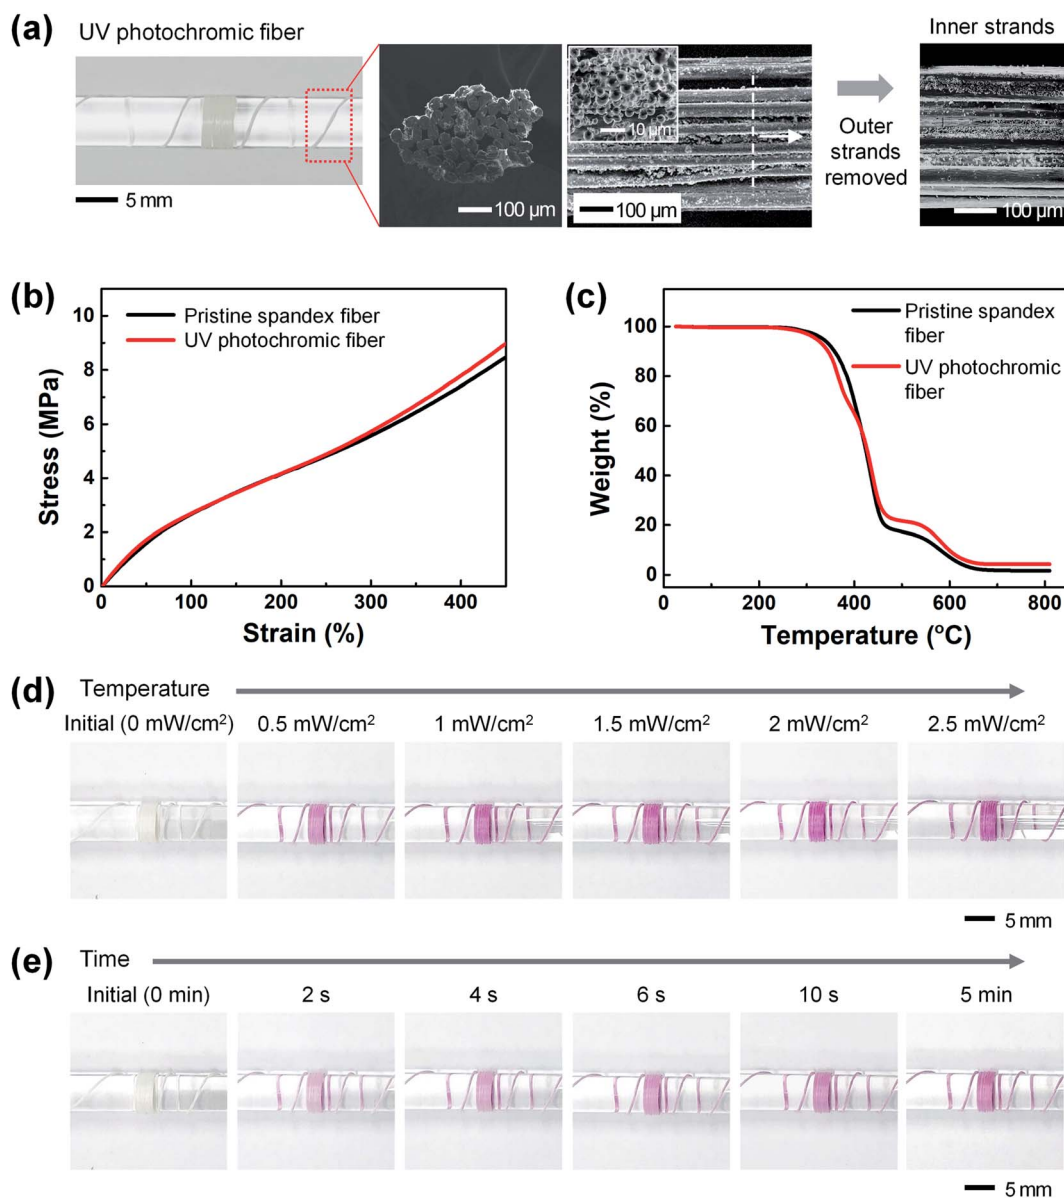 (a) UV photochromic fiber
Inner strands
10 µm
Outer
strands
removed
5 mm
100 µm
100 µm
100 µm
(b)
10
8
6
4
2
0
Stress (MPa)
Pristine spandex fiber
UV photochromic fiber
0 100 200 300 400
Strain (%)
(c)
100
80
60
40
20
0
Weight (%)
Pristine spandex
fiber
UV photochromic
fiber
0 200 400 600 800
Temperature (°C)
(d) Temperature
Initial (0 mW/cm²) 0.5 mW/cm² 1 mW/cm² 1.5 mW/cm² 2 mW/cm² 2.5 mW/cm²
5 mm
(e) Time
Initial (0 min) 2 s 4 s 6 s 10 s 5 min
5 mm